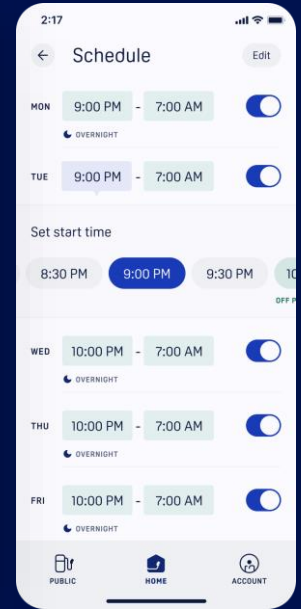 2:17
Schedule Edit
MON 9:00 PM - 7:00 AM
OVERNIGHT
TUE 9:00 PM - 7:00 AM
Set start time
8:30 PM 9:00 PM 9:30 PM 10
OFF P
WED 10:00 PM - 7:00 AM
OVERNIGHT
THU 10:00 PM - 7:00 AM
OVERNIGHT
FRI 10:00 PM - 7:00 AM
OVERNIGHT
PUBLIC HOME ACCOUNT